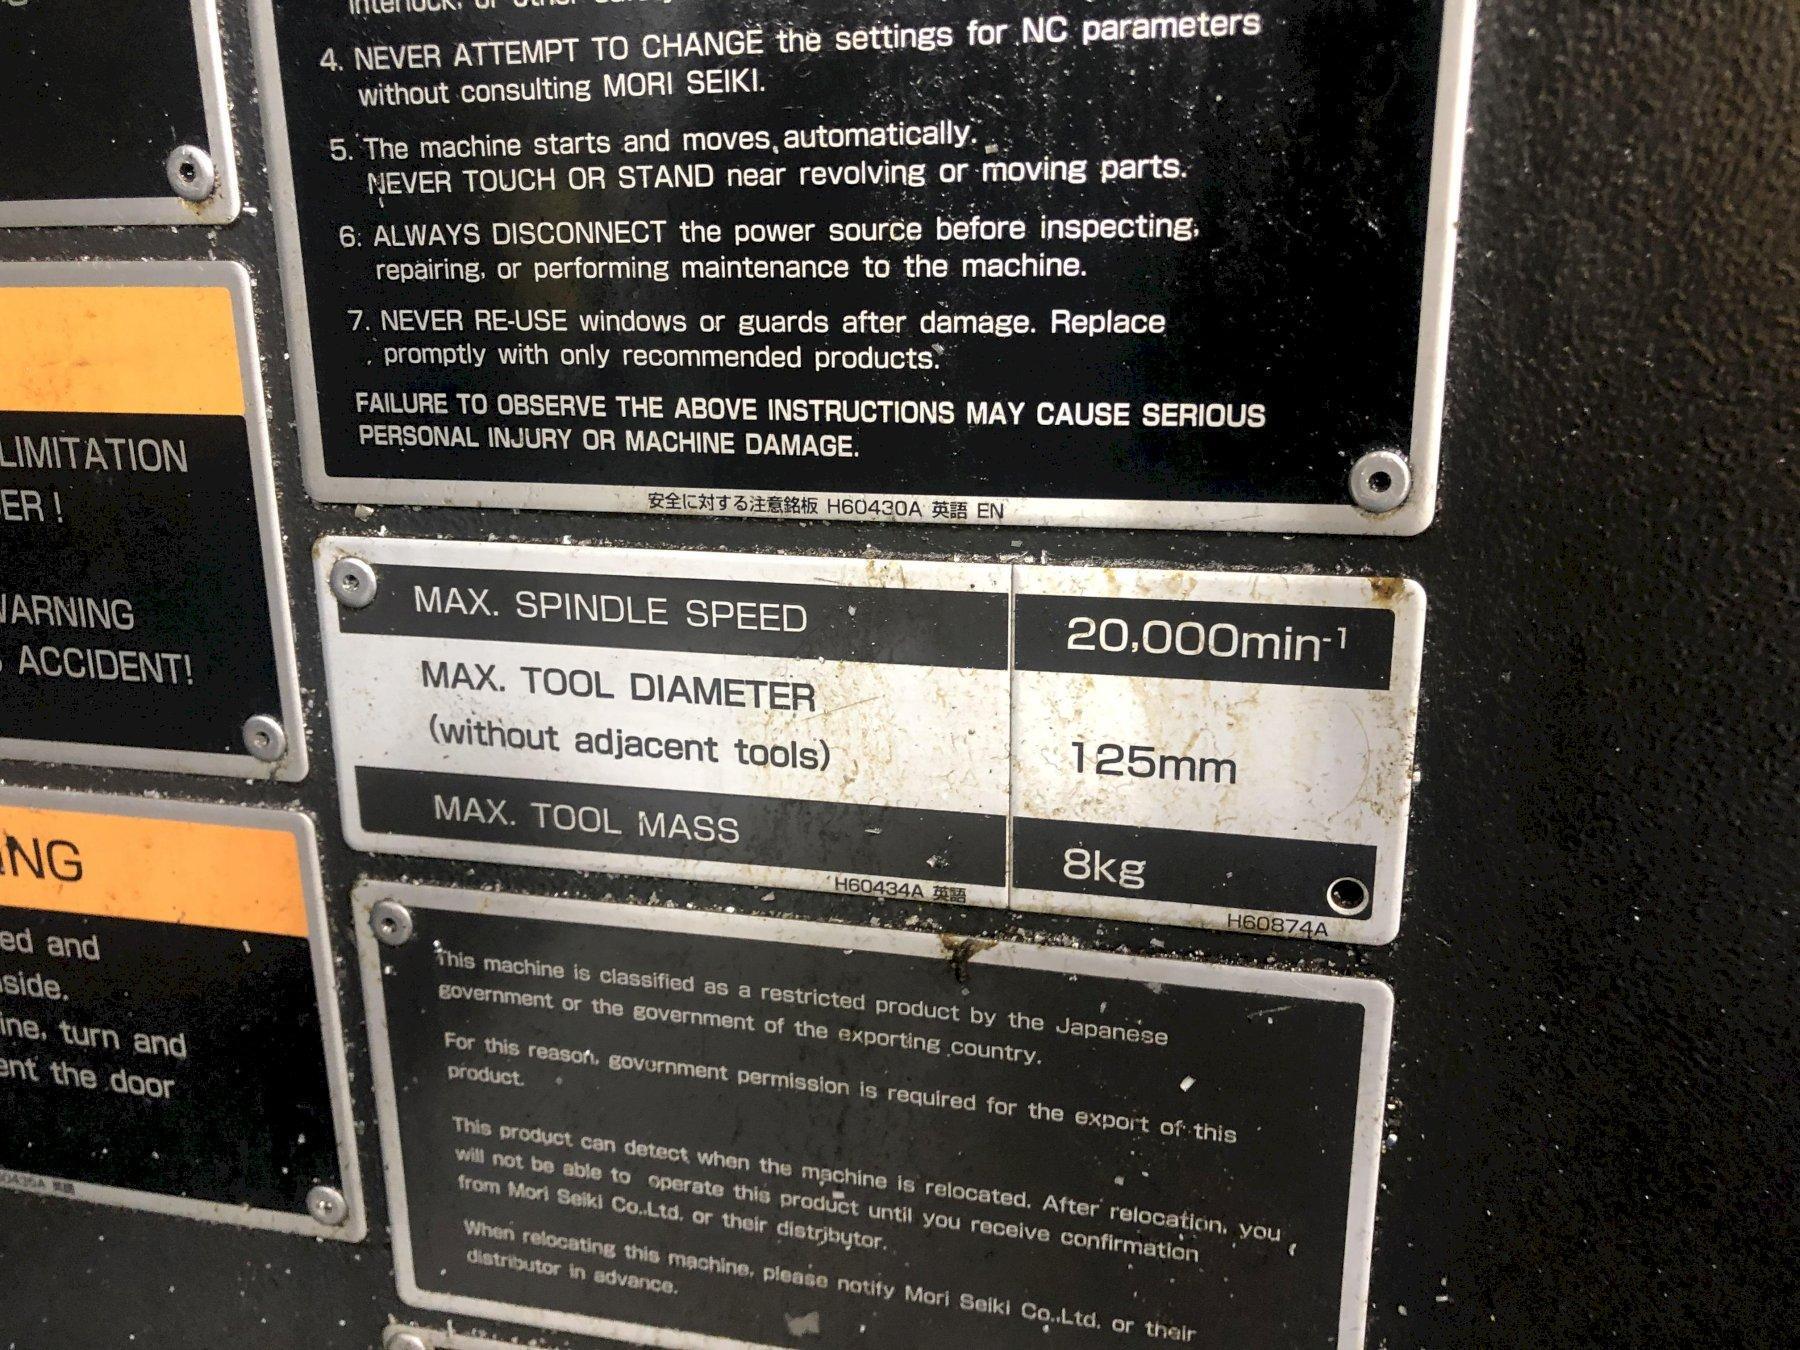 4. NEVER ATTEMPT TO CHANGE the settings for NC parameters
without consulting MORI SEIKI.
5. The machine starts and moves automatically.
NEVER TOUCH OR STAND near revolving or moving parts.
6. ALWAYS DISCONNECT the power source before inspecting,
repairing, or performing maintenance to the machine.
7. NEVER RE-USE windows or guards after damage. Replace
promptly with only recommended products.
FAILURE TO OBSERVE THE ABOVE INSTRUCTIONS MAY CAUSE SERIOUS
PERSONAL INJURY OR MACHINE DAMAGE.
安全に対する注意銘板 H60430A 英語 EN
LIMITATION
ER !
ARNING
ACCIDENT!
MAX. SPINDLE SPEED 20,000min⁻¹
MAX. TOOL DIAMETER
(without adjacent tools) 125mm
MAX. TOOL MASS 8kg
H60434A 英語 H60874A
ING
ed and
side.
ine, turn and
ent the door
This machine is classified as a restricted product by the Japanese
government or the government of the exporting country.
For this reason, government permission is required for the export of this
product.
This product can detect when the machine is relocated. After relocation, you
will not be able to operate this product until you receive confirmation
from Mori Seiki Co.,Ltd. or their distributor.
When relocating this machine, please notify Mori Seiki Co.,Ltd. or their
distributor in advance.